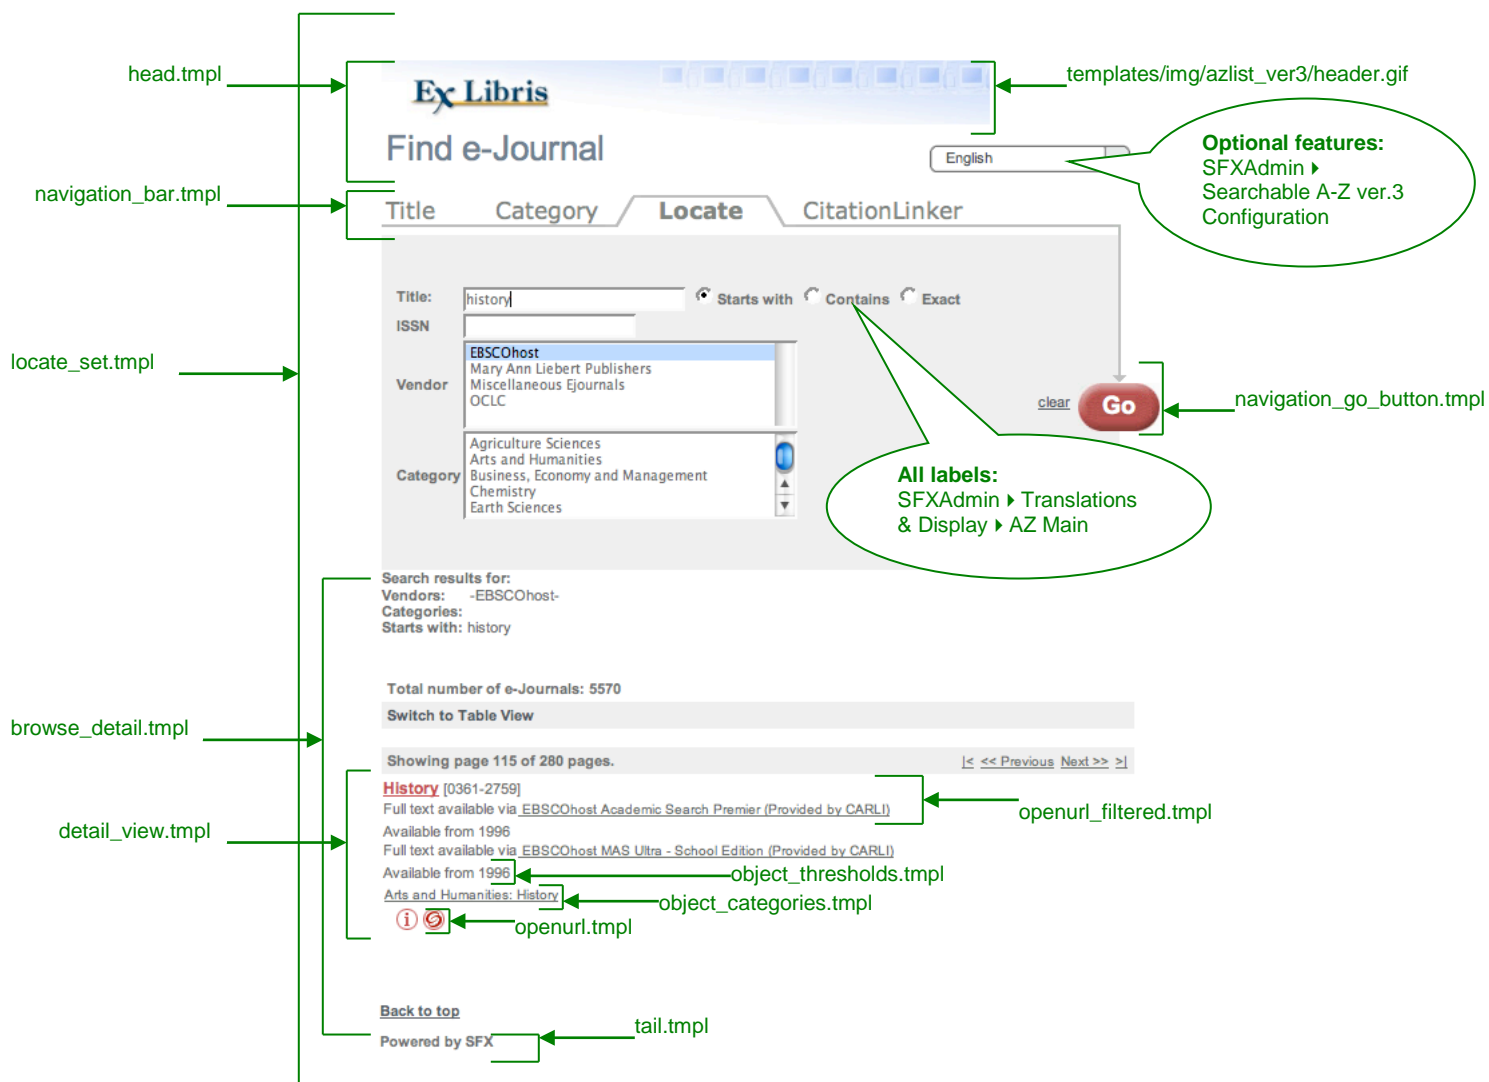 head.tmpl
Ex Libris
templates/img/azlist_ver3/header.gif
Find e-Journal
English
Optional features:
SFXAdmin ▸
Searchable A-Z ver.3
Configuration
navigation_bar.tmpl
Title Category Locate CitationLinker
Title: history Starts with Contains Exact
ISSN
locate_set.tmpl
Vendor
EBSCOhost
Mary Ann Liebert Publishers
Miscellaneous Ejournals
OCLC
clear Go
navigation_go_button.tmpl
Category
Agriculture Sciences
Arts and Humanities
Business, Economy and Management
Chemistry
Earth Sciences
All labels:
SFXAdmin ▸ Translations
& Display ▸ AZ Main
Search results for:
Vendors: -EBSCOhost-
Categories:
Starts with: history
Total number of e-Journals: 5570
Switch to Table View
browse_detail.tmpl
Showing page 115 of 280 pages. |< << Previous Next >> >|
History [0361-2759]
Full text available via EBSCOhost Academic Search Premier (Provided by CARLI)
openurl_filtered.tmpl
Available from 1996
detail_view.tmpl
Full text available via EBSCOhost MAS Ultra - School Edition (Provided by CARLI)
Available from 1996
object_thresholds.tmpl
Arts and Humanities: History
object_categories.tmpl
i
openurl.tmpl
Back to top
Powered by SFX
tail.tmpl